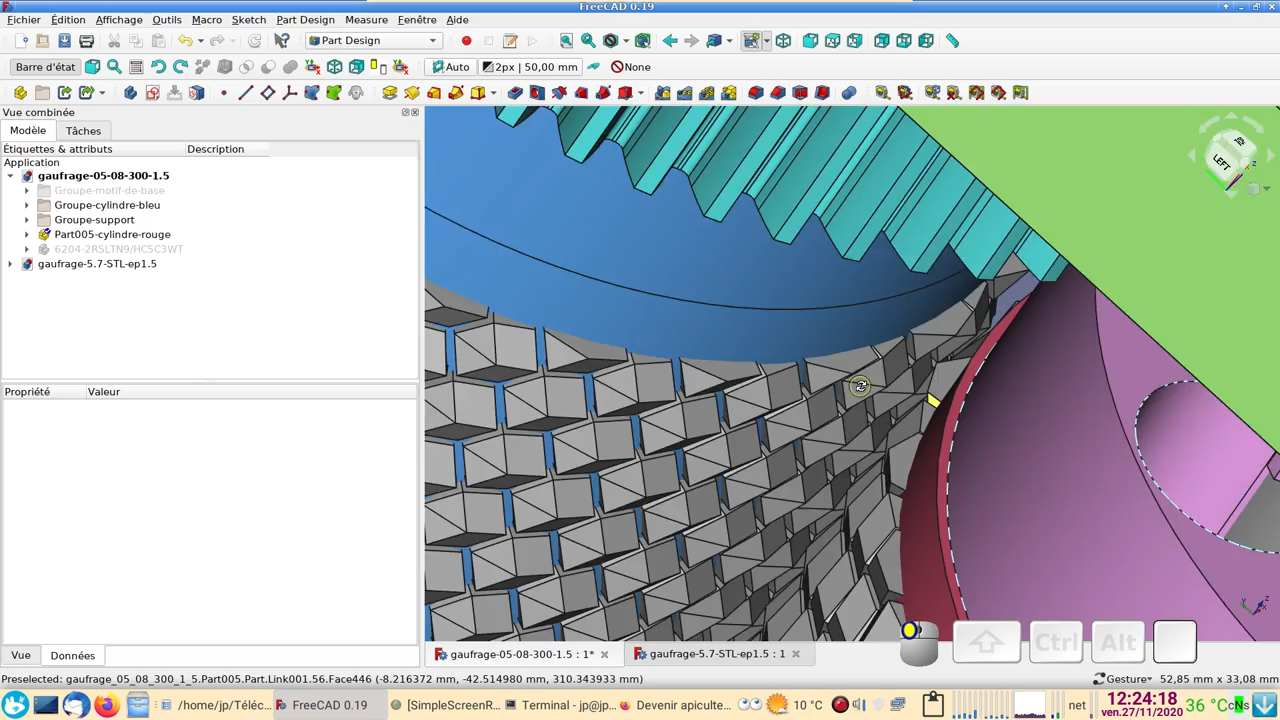 FreeCAD 0.19
Fichier Édition Affichage Outils Macro Sketch Part Design Measure Fenêtre Aide
Part Design
Barre d'état Auto 2px | 50,00 mm None
Vue combinée
Modèle Tâches
Étiquettes & attributs Description
Application
gaufrage-05-08-300-1.5
Groupe-motif-de-base
Groupe-cylindre-bleu
Groupe-support
Part005-cylindre-rouge
6204-2RSLTN9/HC5C3WT
gaufrage-5.7-STL-ep1.5
Propriété Valeur
LEFT
Z
Ctrl Alt
Vue Données
gaufrage-05-08-300-1.5 : 1* gaufrage-5.7-STL-ep1.5 : 1
Preselected: gaufrage_05_08_300_1_5.Par005.Part.Link001.56.Face446 (-8.216372 mm, -42.514980 mm, 310.343933 mm) Gesture 52,85 mm x 33,08 mm
/home/jp/Téléc... FreeCAD 0.19 [SimpleScreenR... Terminal - jp@jp... Devenir apiculte... 10 °C net 12:24:18 ven.27/11/2020 36 °C